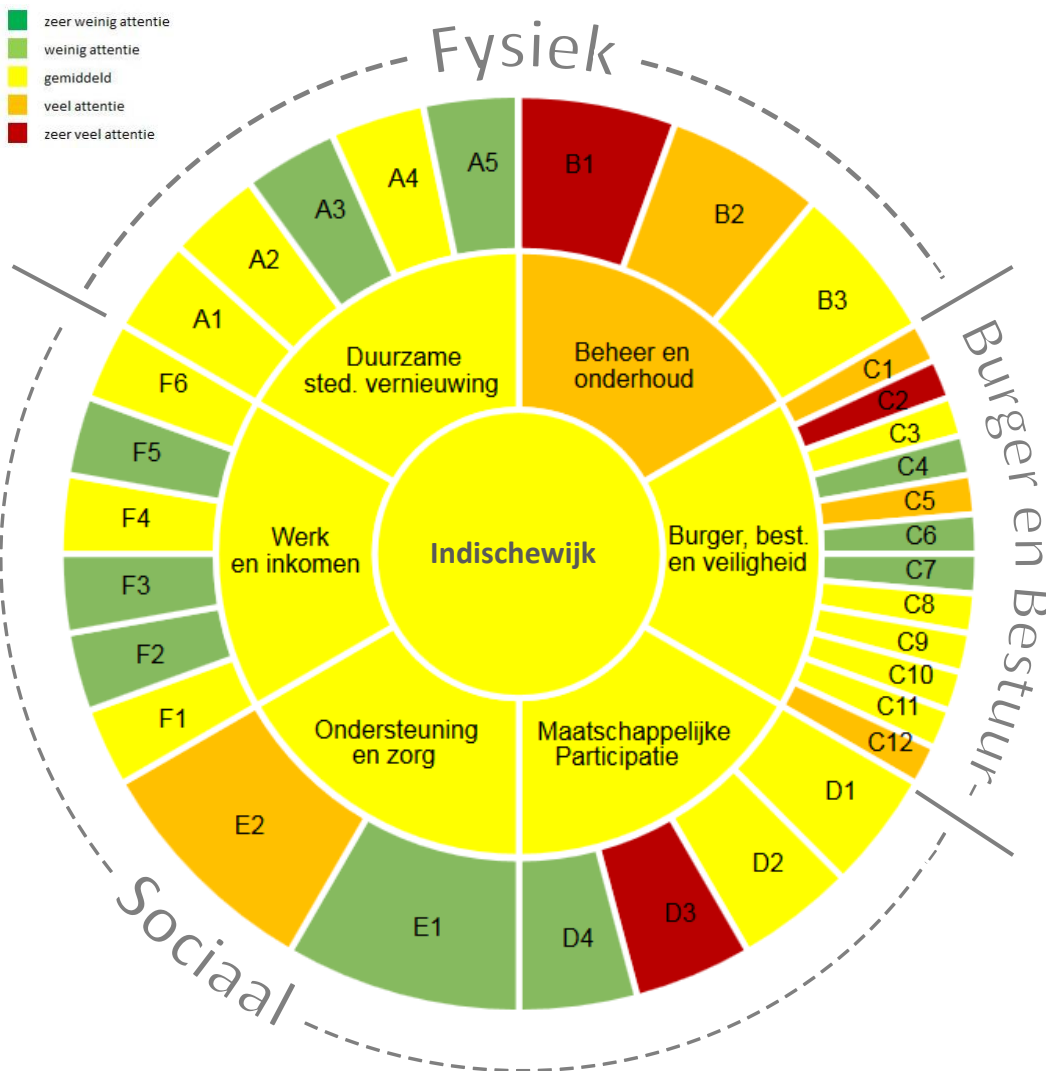 zeer weinig attentie
weinig attentie
gemiddeld
veel attentie
zeer veel attentie
Fysiek
Burger en Bestuur-
Sociaal
A1
A2
A3
A4
A5
B1
B2
B3
C1
C2
C3
C4
C5
C6
C7
C8
C9
C10
C11
C12
D1
D2
D3
D4
E1
E2
F1
F2
F3
F4
F5
F6
Duurzame
sted. vernieuwing
Beheer en
onderhoud
Burger, best.
en veiligheid
Maatschappelijke
Participatie
Ondersteuning
en zorg
Werk
en inkomen
Indischewijk